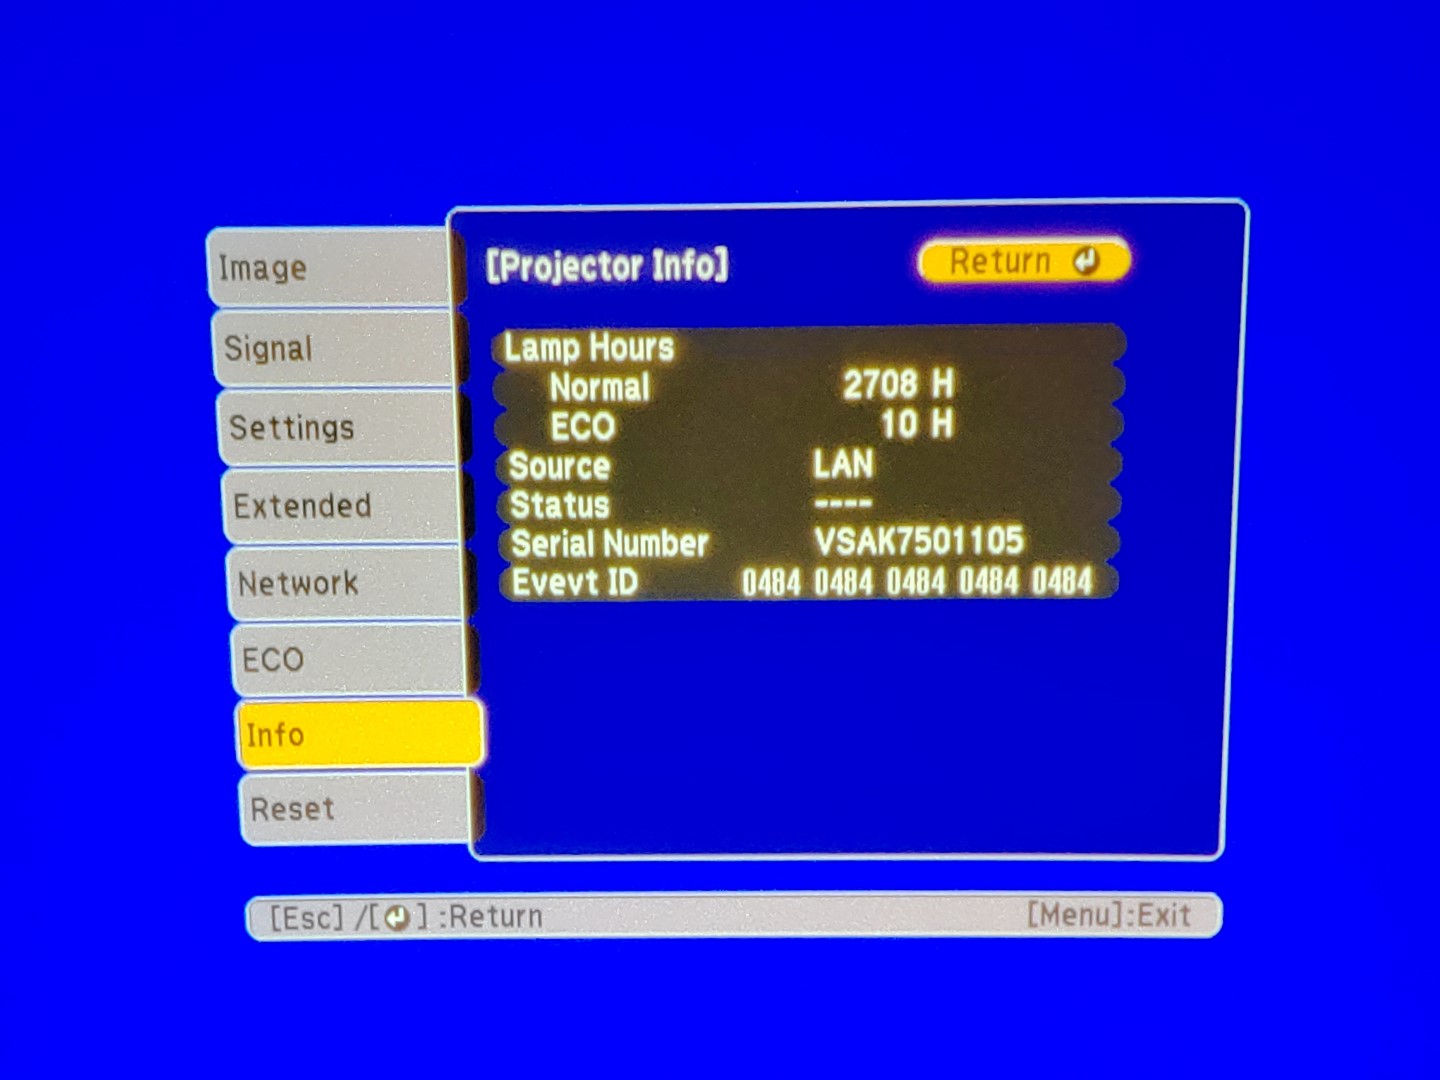 Image
Signal
Settings
Extended
Network
ECO
Info
Reset
[Projector Info]
Return
Lamp Hours
Normal 2708 H
ECO 10 H
Source LAN
Status ----
Serial Number VSAK7501105
Evevt ID 0484 0484 0484 0484 0484
[Esc] /[⏎] :Return [Menu]:Exit